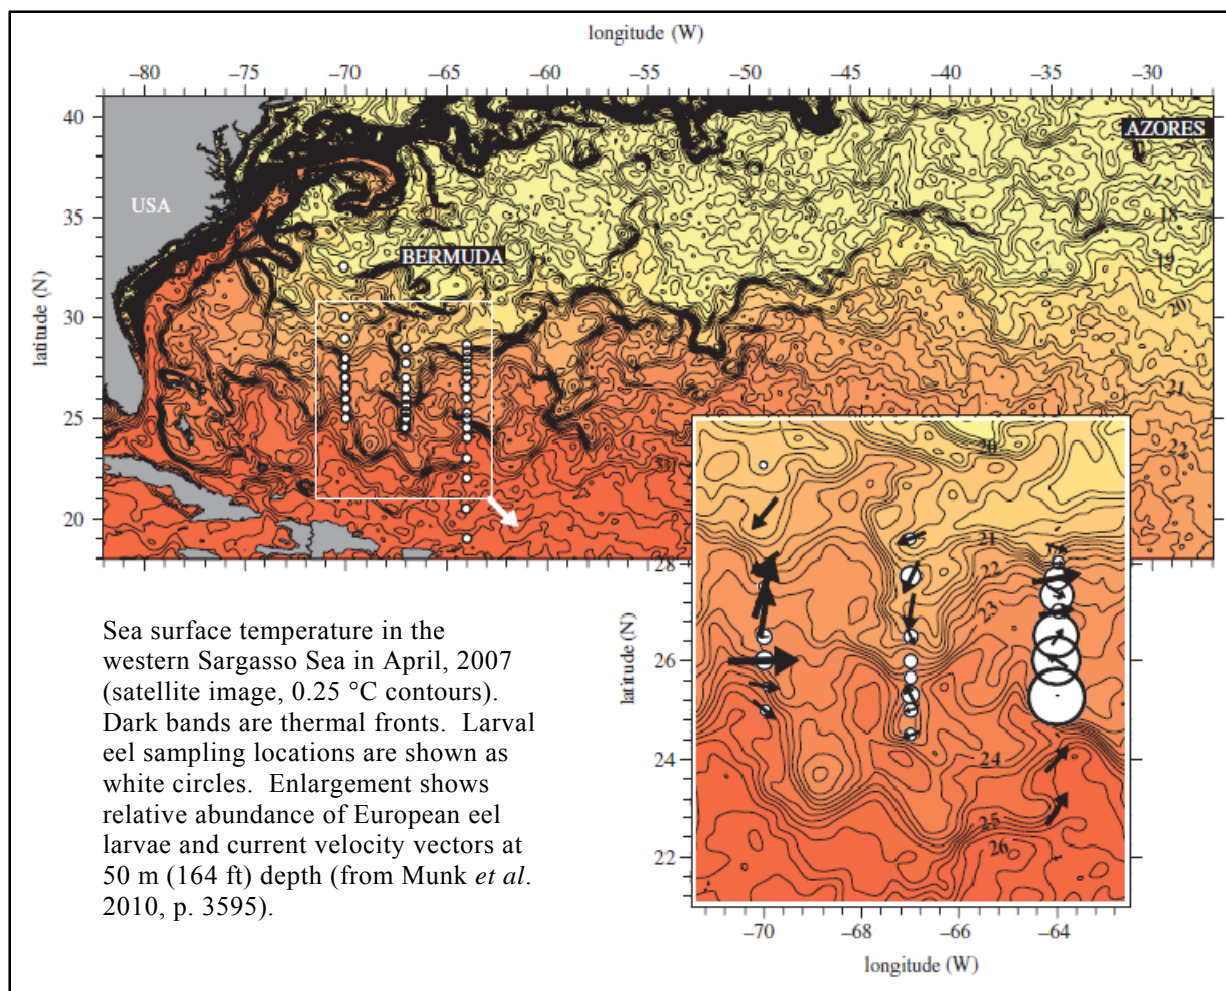 longitude (W)
−80 −75 −70 −65 −60 −55 −50 −48 −45 −42 −40 −35 −34 −30
40
35
30
25
20
latitude (N)
USA
BERMUDA
AZORES
17
18
19
20
21
22
20
21
22
23
24
25
26
28
26
24
22
latitude (N)
−70 −68 −66 −64
longitude (W)
Sea surface temperature in the
western Sargasso Sea in April, 2007
(satellite image, 0.25 °C contours).
Dark bands are thermal fronts. Larval
eel sampling locations are shown as
white circles. Enlargement shows
relative abundance of European eel
larvae and current velocity vectors at
50 m (164 ft) depth (from Munk et al.
2010, p. 3595).